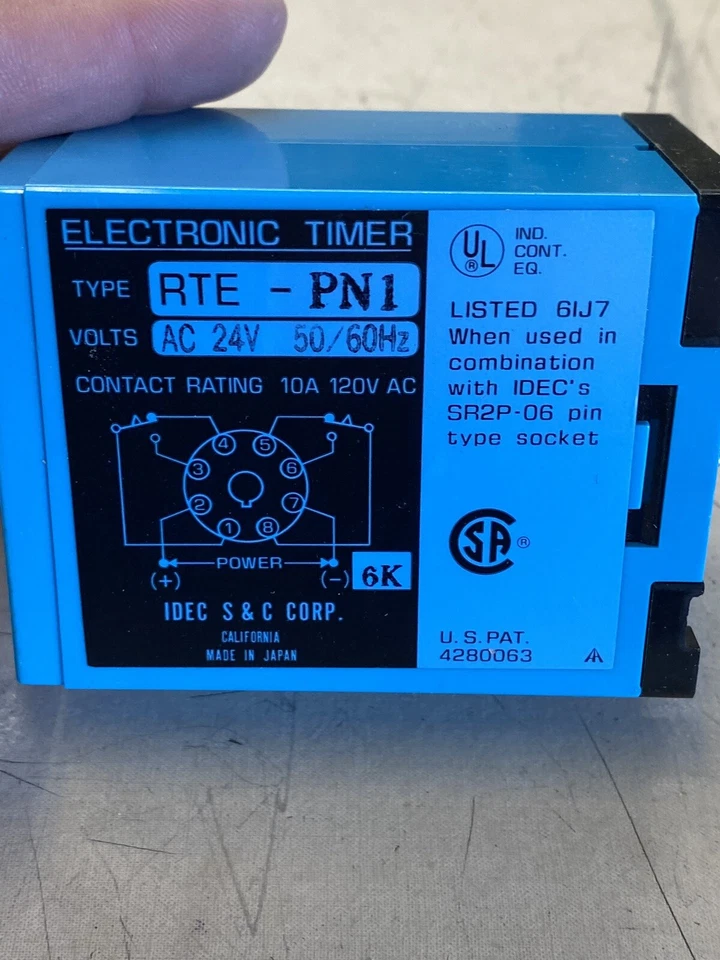 ELECTRONIC TIMER
TYPE RTE - PN1
VOLTS AC 24V 50/60Hz
CONTACT RATING 10A 120V AC
4 5
3 6
2 7
1 8
POWER
(+) (-) 6K
IDEC S & C CORP.
CALIFORNIA
MADE IN JAPAN
UL ®
IND.
CONT.
EQ.
LISTED 6IJ7
When used in
combination
with IDEC's
SR2P-06 pin
type socket
CSA ®
U.S. PAT.
4280063